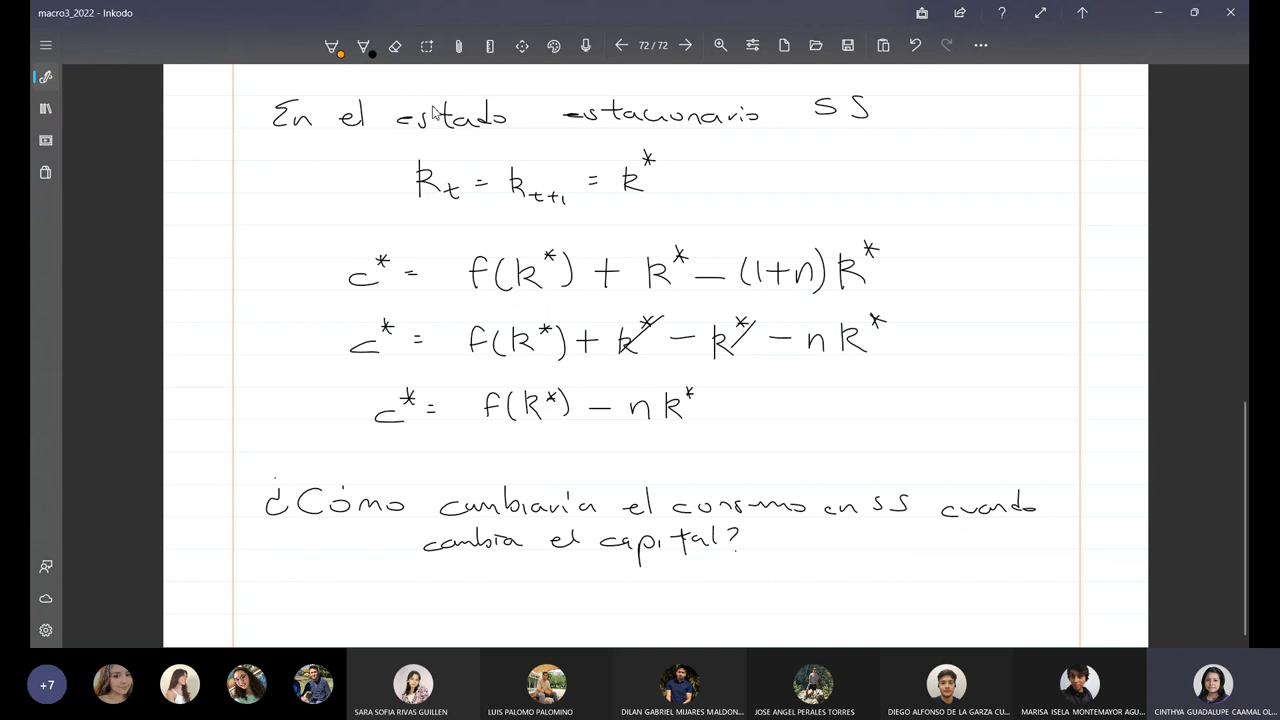 macro3_2022 - Inkodo
72 / 72
En el estado estacionario SS
k_t = k_{t+1} = k^*
c^* = f(k^*) + k^* - (1+n)k^*
c^* = f(k^*) + k^* - k^* - nk^*
c^* = f(k^*) - nk^*
¿Cómo cambiaría el consumo en SS cuando
cambia el capital?
+7
SARA SOFIA RIVAS GUILLEN
LUIS PALOMO PALOMINO
DILAN GABRIEL MIJARES MALDON...
JOSE ANGEL PERALES TORRES
DIEGO ALFONSO DE LA GARZA CU...
MARISA ISELA MONTEMAYOR AGU...
CINTHYA GUADALUPE CAAMAL OL...